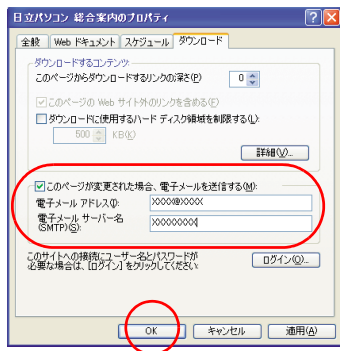 日立パソコン 総合案内のプロパティ
全般 Web ドキュメント スケジュール ダウンロード
ダウンロードするコンテンツ
このページからダウンロードするリンクの深さ(P) 0
このページの Web サイト外のリンクを含める(F)
ダウンロードに使用するハード ディスク領域を制限する(L):
500 KB(K)
詳細(V)...
このページが変更された場合、電子メールを送信する(M):
電子メール アドレス(I): XXXX@XXXX
電子メール サーバー名
(SMTP)(S): XXXXXXXXX
このサイトへの接続にユーザー名とパスワードが
必要な場合は、[ログイン] をクリックしてください:
ログイン(O)...
OK キャンセル 適用(A)